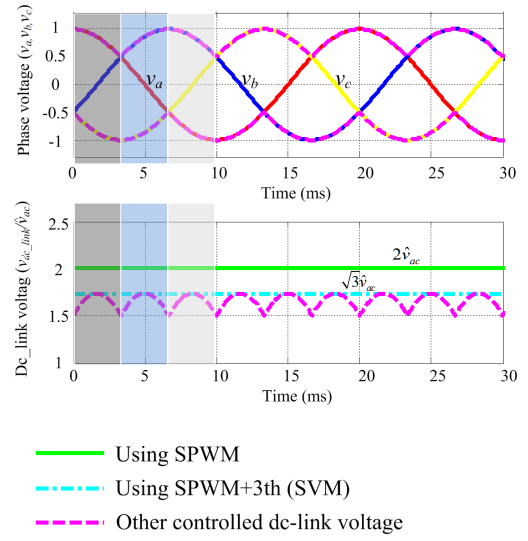 Phase voltage (v_a,v_b,v_c)
1
0.5
0
-0.5
-1
v_a
v_b
v_c
0
5
10
15
20
25
30
Time (ms)
Dc_link voltag (v_dc_link/v̂_ac)
2.5
2
1.5
1
2v̂_ac
√3v̂_ac
0
5
10
15
20
25
30
Time (ms)
Using SPWM
Using SPWM+3th (SVM)
Other controlled dc-link voltage